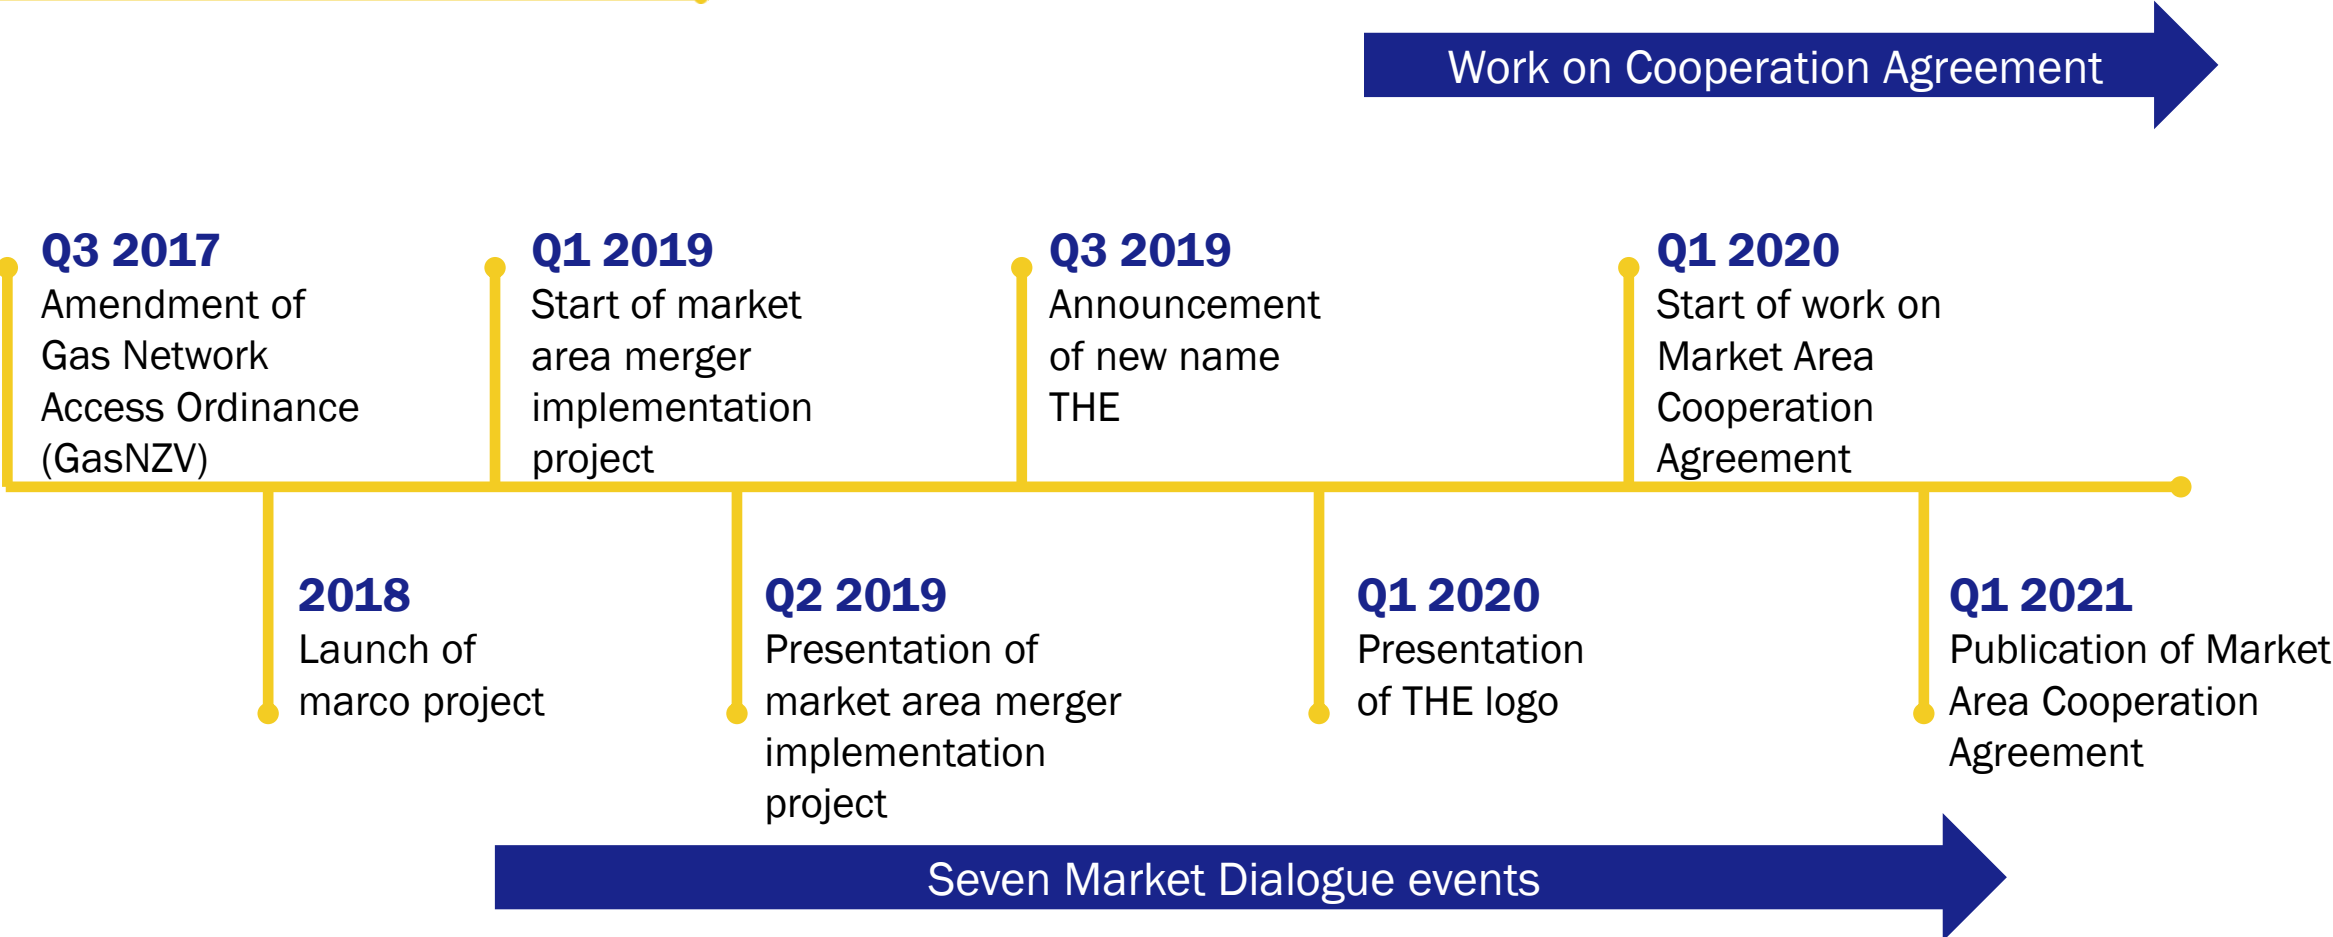 Work on Cooperation Agreement
Q3 2017
Amendment of
Gas Network
Access Ordinance
(GasNZV)
Q1 2019
Start of market
area merger
implementation
project
Q3 2019
Announcement
of new name
THE
Q1 2020
Start of work on
Market Area
Cooperation
Agreement
2018
Launch of
marco project
Q2 2019
Presentation of
market area merger
implementation
project
Q1 2020
Presentation
of THE logo
Q1 2021
Publication of Market
Area Cooperation
Agreement
Seven Market Dialogue events